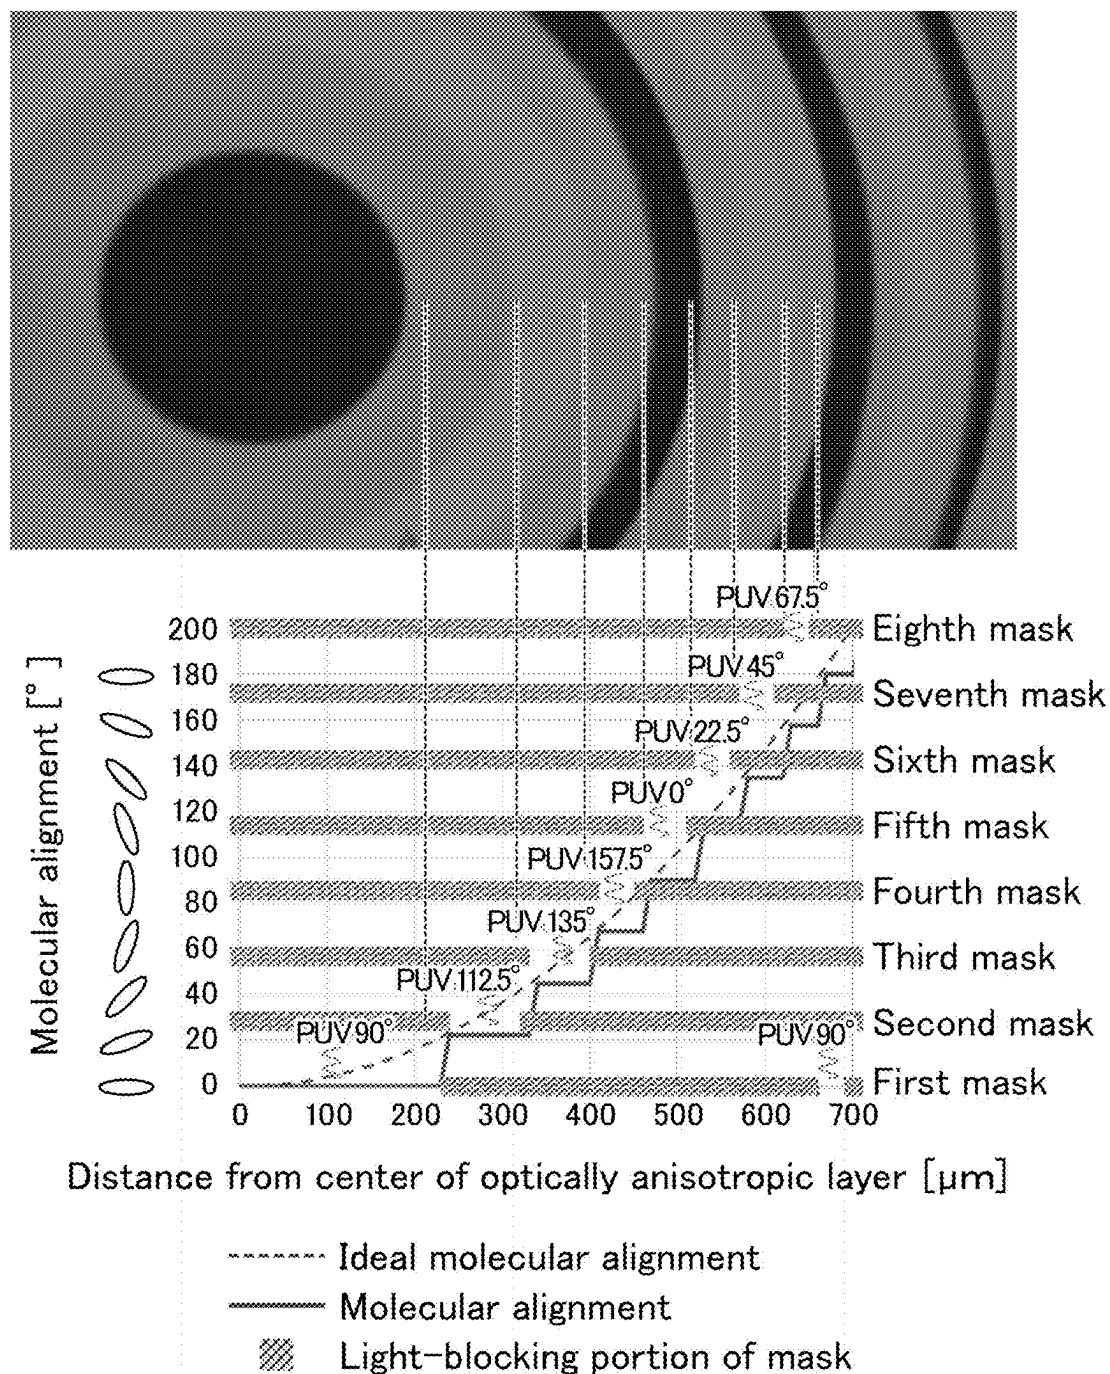 PUV 67.5°
200
Eighth mask
180
PUV 45°
Seventh mask
160
PUV 22.5°
140
Sixth mask
PUV 0°
120
Fifth mask
100
PUV 157.5°
80
Fourth mask
PUV 135°
60
Third mask
PUV 112.5°
40
Second mask
20
PUV 90°
PUV 90°
0
First mask
Molecular alignment [°]
0 100 200 300 400 500 600 700
Distance from center of optically anisotropic layer [μm]
Ideal molecular alignment
Molecular alignment
Light-blocking portion of mask